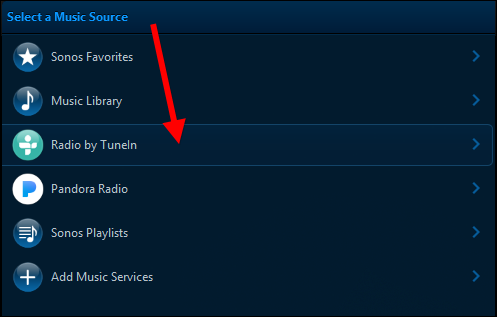 Select a Music Source
Sonos Favorites
Music Library
Radio by TuneIn
Pandora Radio
Sonos Playlists
Add Music Services